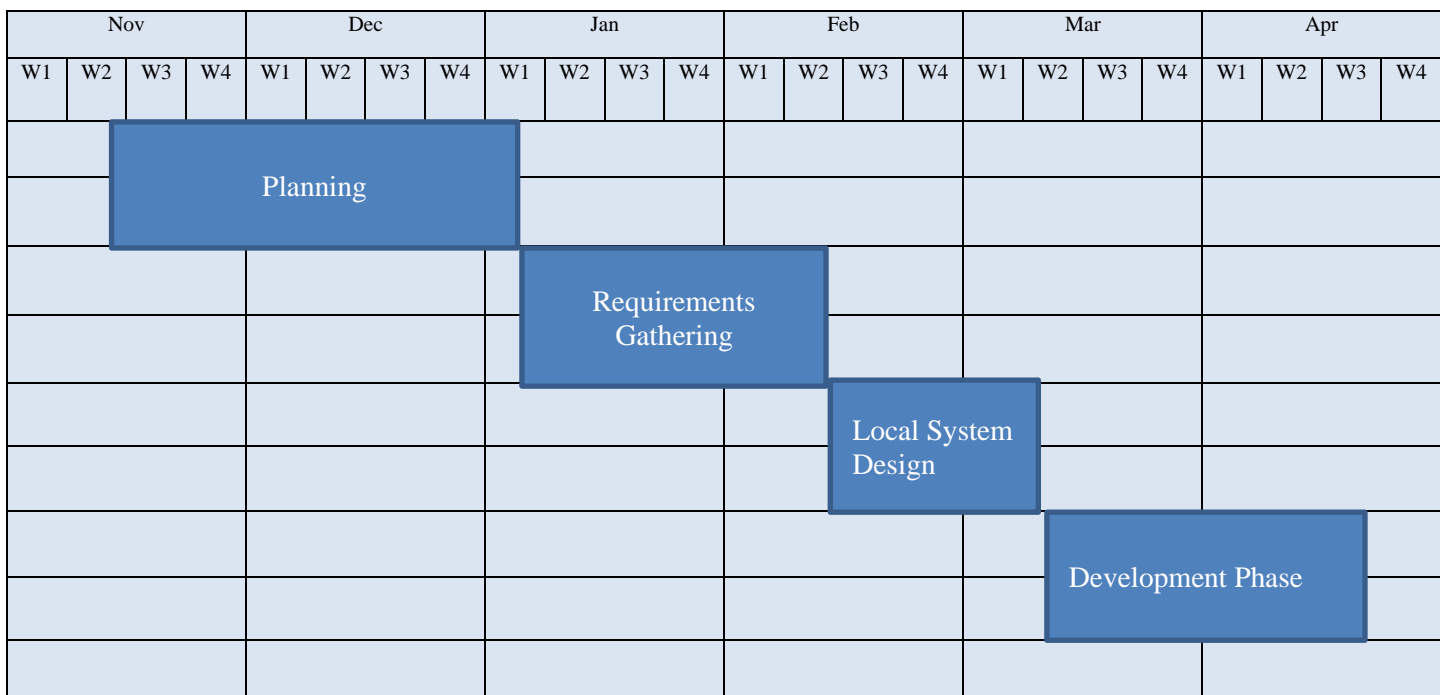 Nov Dec Jan Feb Mar Apr
W1 W2 W3 W4 W1 W2 W3 W4 W1 W2 W3 W4 W1 W2 W3 W4 W1 W2 W3 W4 W1 W2 W3 W4
Planning
Requirements
Gathering
Local System
Design
Development Phase